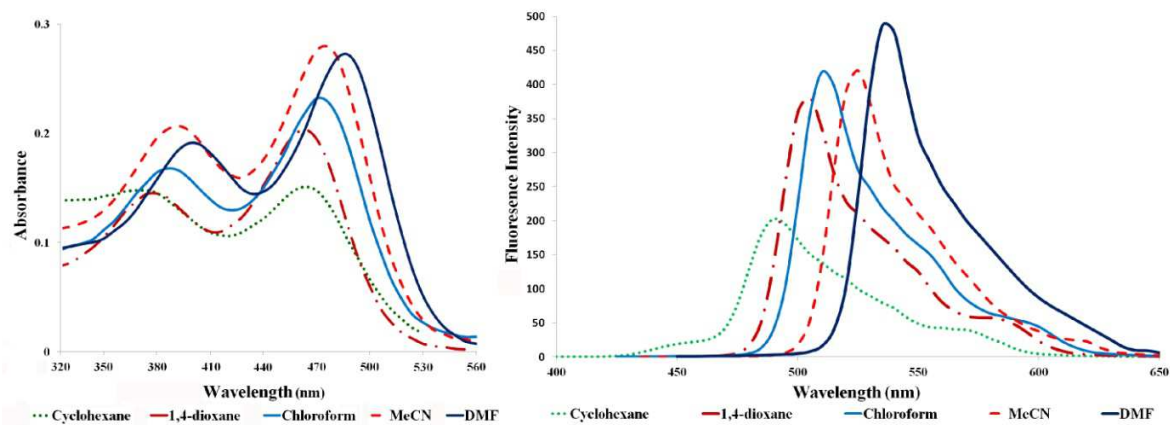 0.3
0.2
0.1
0
Absorbance
320 350 380 410 440 470 500 530 560
Wavelength (nm)
Cyclohexane 1,4-dioxane Chloroform MeCN DMF
500
450
400
350
300
250
200
150
100
50
0
Fluoresence Intensity
400 450 500 550 600 650
Wavelength (nm)
Cyclohexane 1,4-dioxane Chloroform MeCN DMF